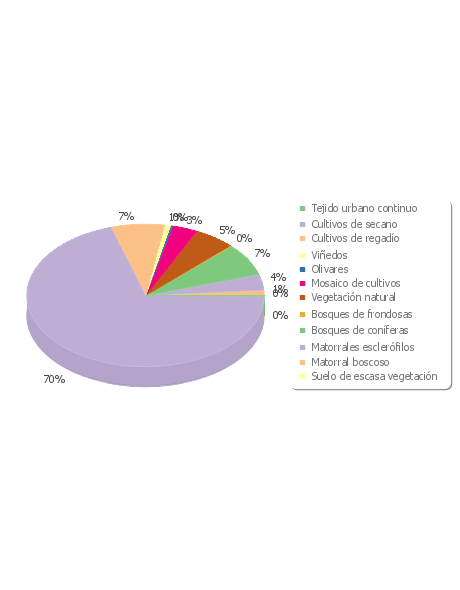 7%
1%
0%
3%
5%
0%
7%
4%
1%
0%
0%
70%
Tejido urbano continuo
Cultivos de secano
Cultivos de regadío
Viñedos
Olivares
Mosaico de cultivos
Vegetación natural
Bosques de frondosas
Bosques de coníferas
Matorrales esclerófilos
Matorral boscoso
Suelo de escasa vegetación